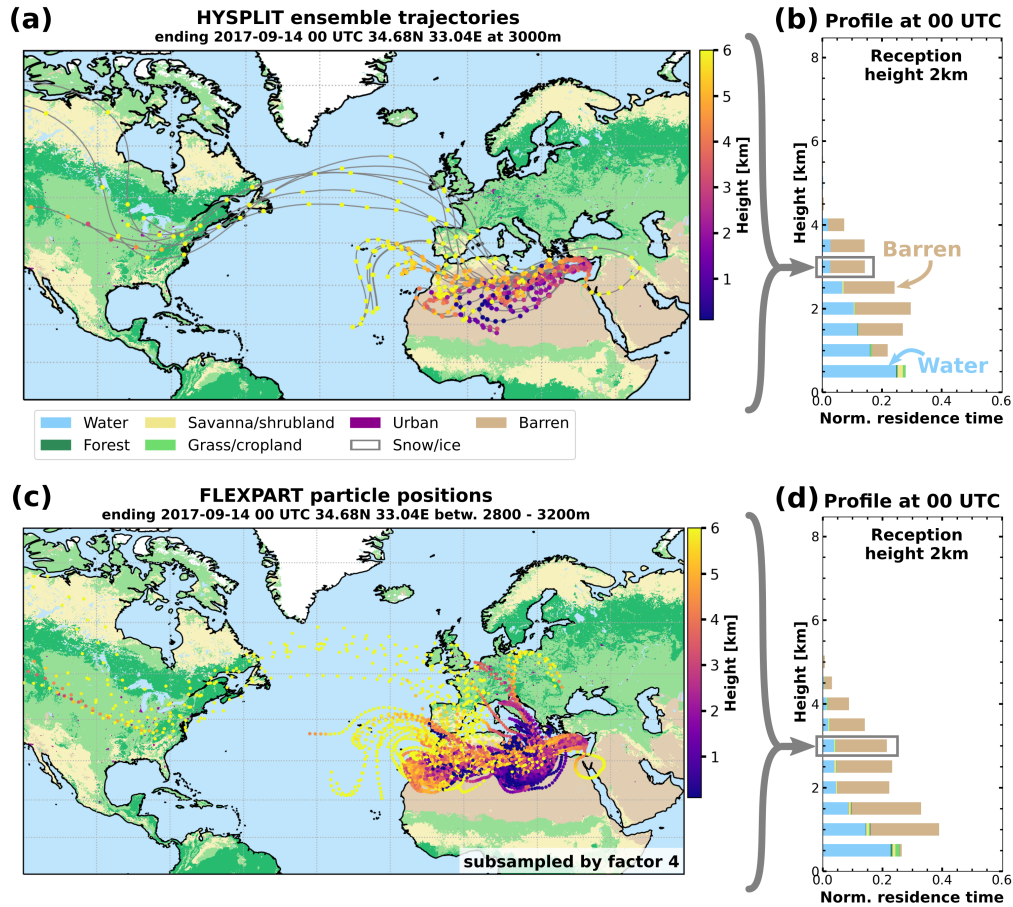 (a)
HYSPLIT ensemble trajectories
ending 2017-09-14 00 UTC 34.68N 33.04E at 3000m
6
5
4
3
2
1
Height [km]
Water
Savanna/shrubland
Urban
Barren
Forest
Grass/cropland
Snow/ice
(b) Profile at 00 UTC
Reception
height 2km
8
6
4
2
0
Height [km]
Barren
Water
0.0 0.2 0.4 0.6
Norm. residence time
(c)
FLEXPART particle positions
ending 2017-09-14 00 UTC 34.68N 33.04E betw. 2800 - 3200m
6
5
4
3
2
1
Height [km]
subsampled by factor 4
(d) Profile at 00 UTC
Reception
height 2km
8
6
4
2
0
Height [km]
0.0 0.2 0.4 0.6
Norm. residence time